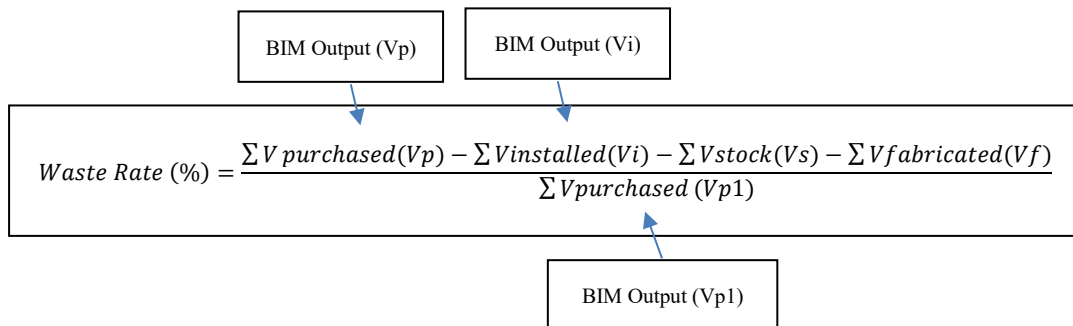 BIM Output (Vp)
BIM Output (Vi)
Waste Rate (%) = 
∑ V purchased(Vp) − ∑ Vinstalled(Vi) − ∑ Vstock(Vs) − ∑ Vfabricated(Vf)
∑ Vpurchased (Vp1)
BIM Output (Vp1)